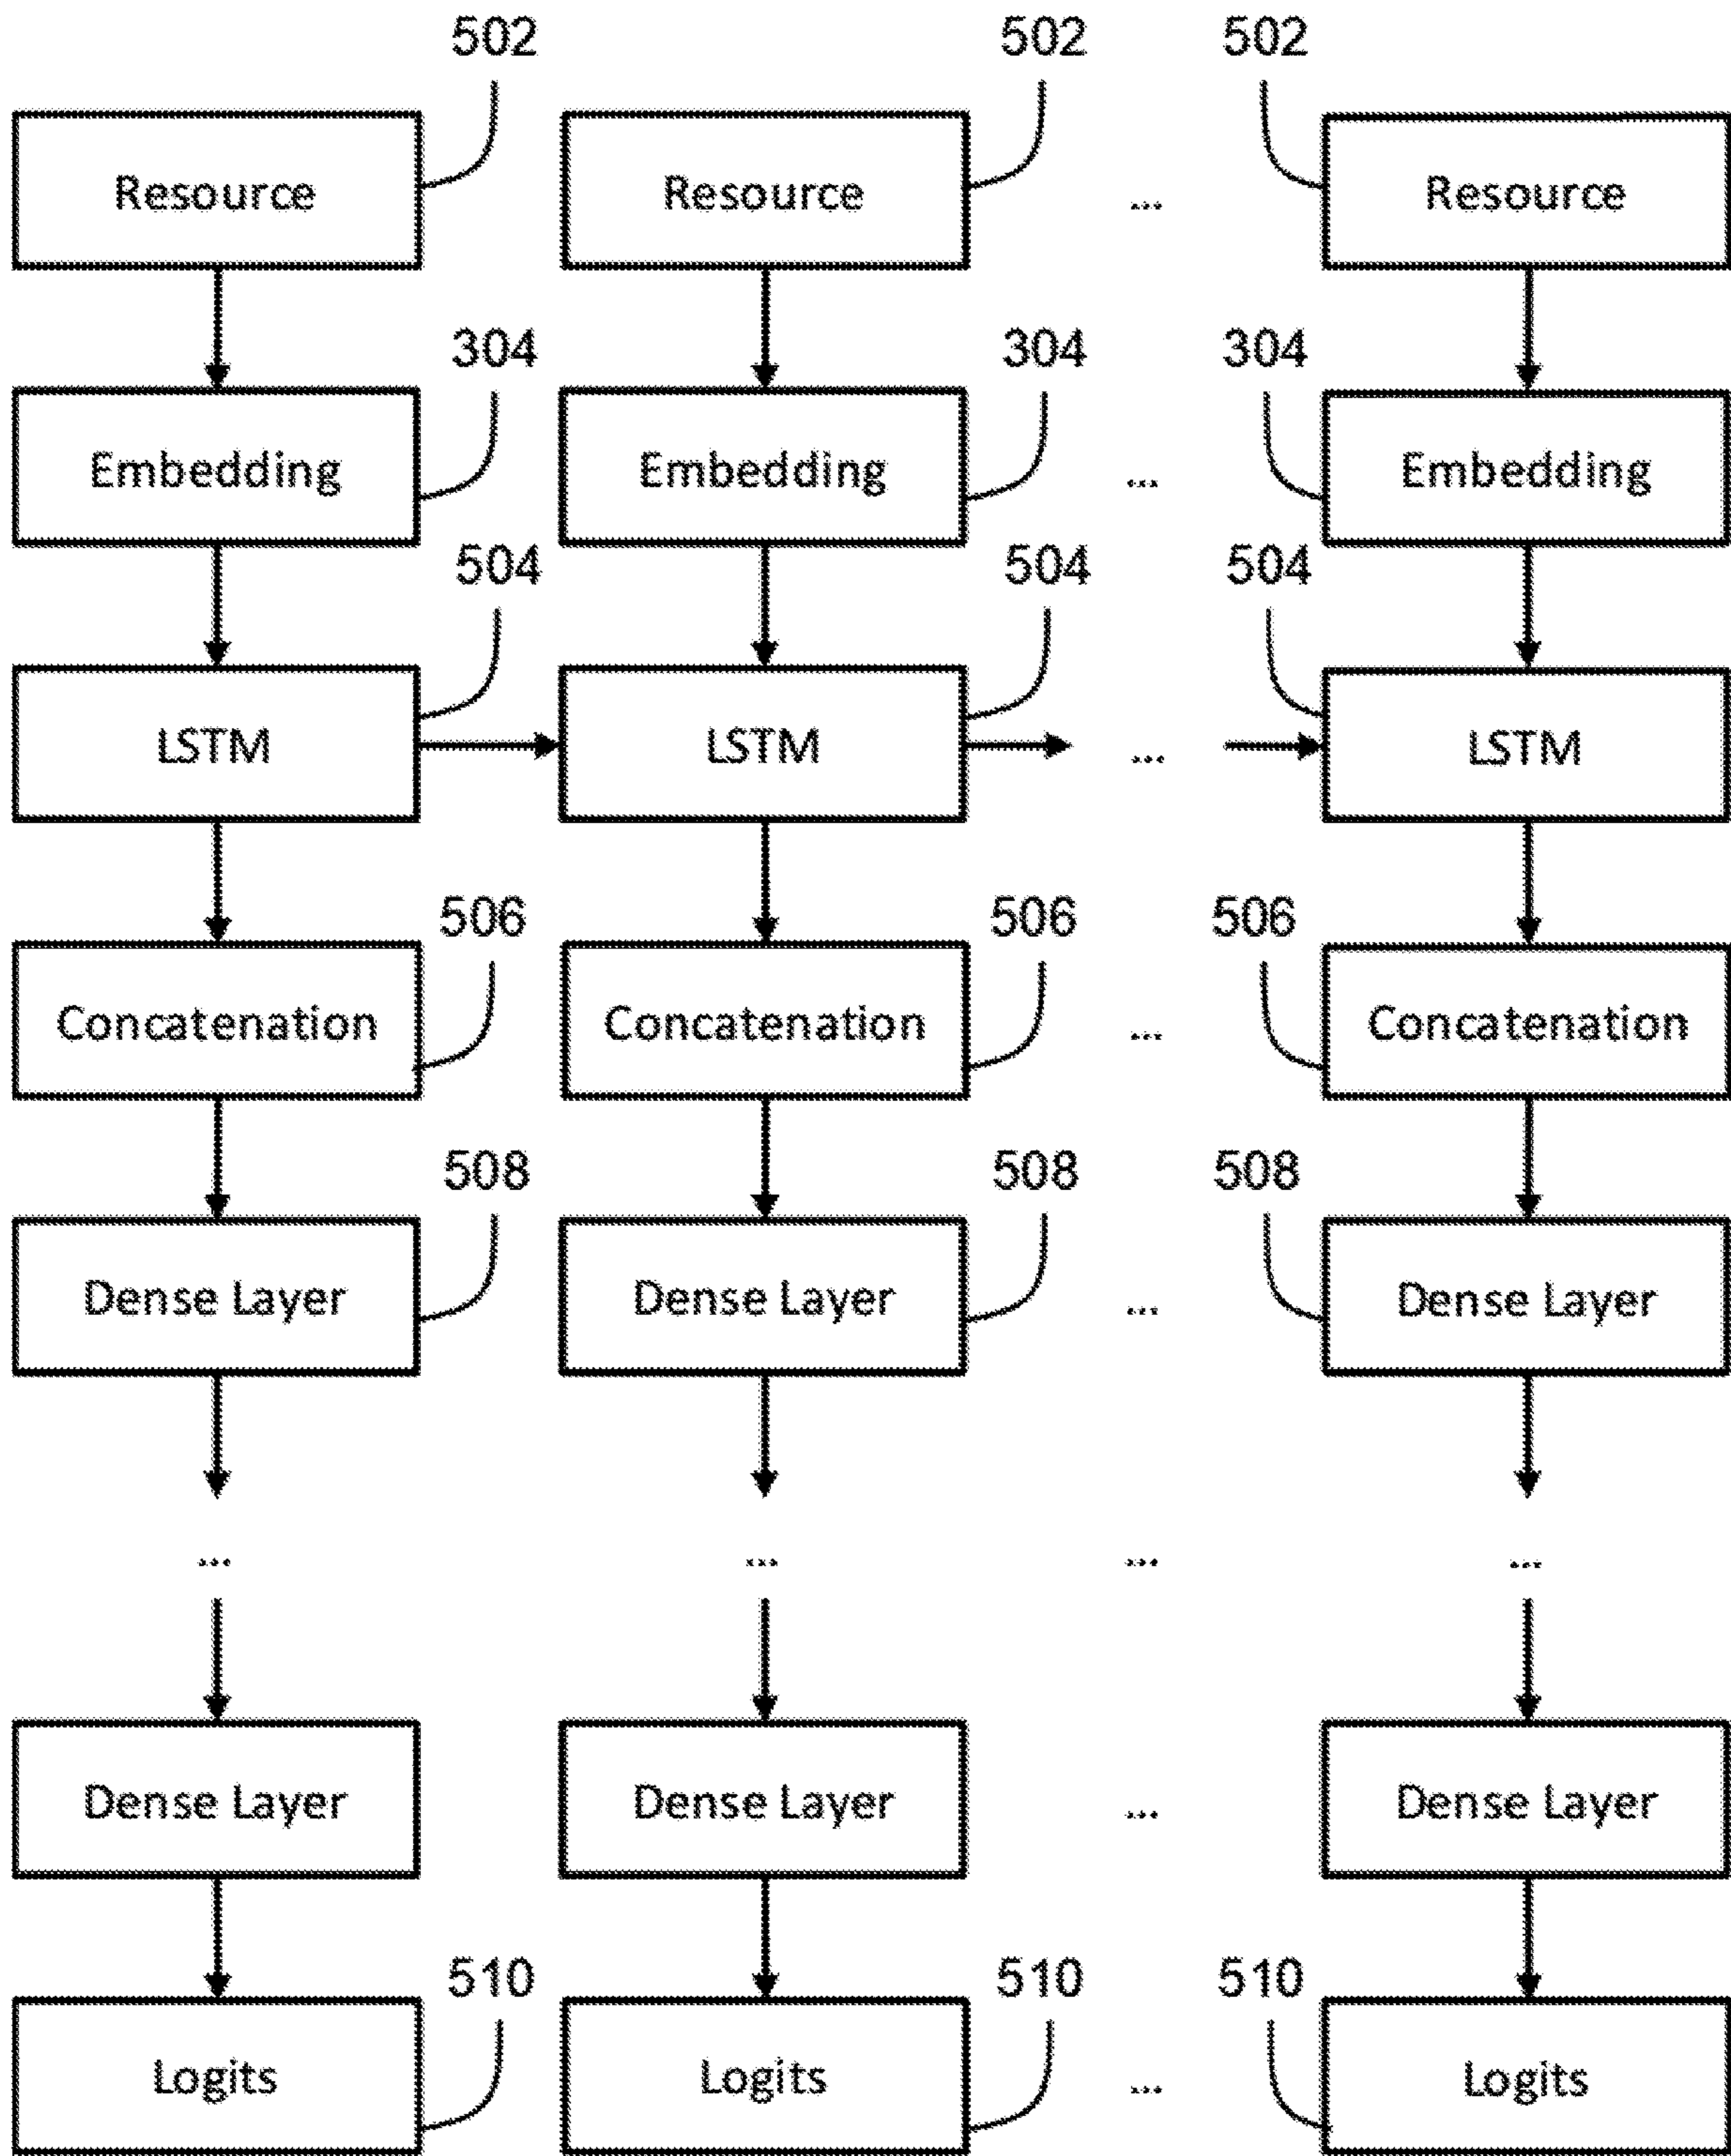 502 502 502
Resource Resource ... Resource
304 304 304
Embedding Embedding ... Embedding
504 504 504
LSTM LSTM ... LSTM
506 506 506
Concatenation Concatenation ... Concatenation
508 508 508
Dense Layer Dense Layer ... Dense Layer
... ... ... ...
Dense Layer Dense Layer ... Dense Layer
510 510 510
Logits Logits ... Logits